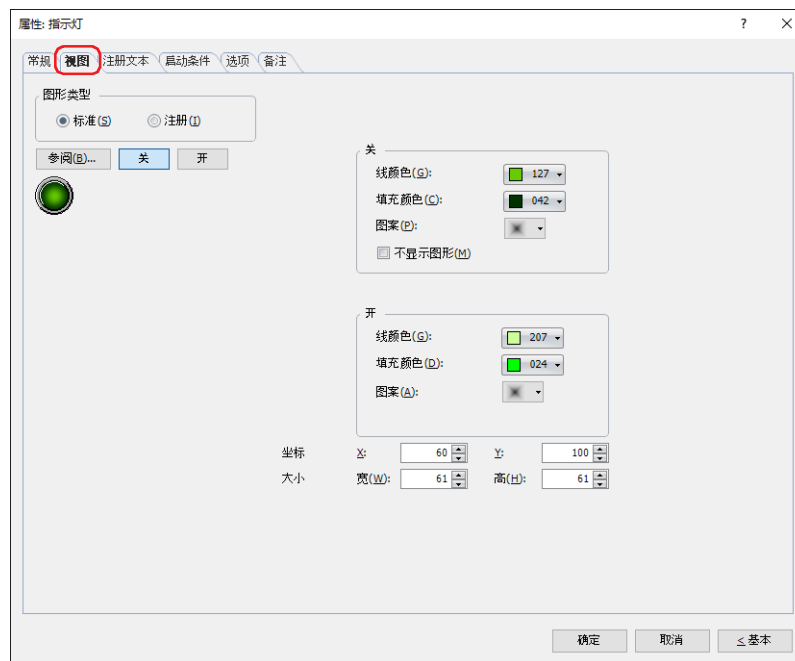 属性: 指示灯 ?
常规 视图 注册文本 启动条件 选项 备注
图形类型
标准(S) 注册(I)
参阅(B)... 关 开
关
线颜色(G): 127
填充颜色(C): 042
图案(P):
不显示图形(M)
开
线颜色(G): 207
填充颜色(D): 024
图案(A):
坐标 X: 60 Y: 100
大小 宽(W): 61 高(H): 61
确定 取消 < 基本